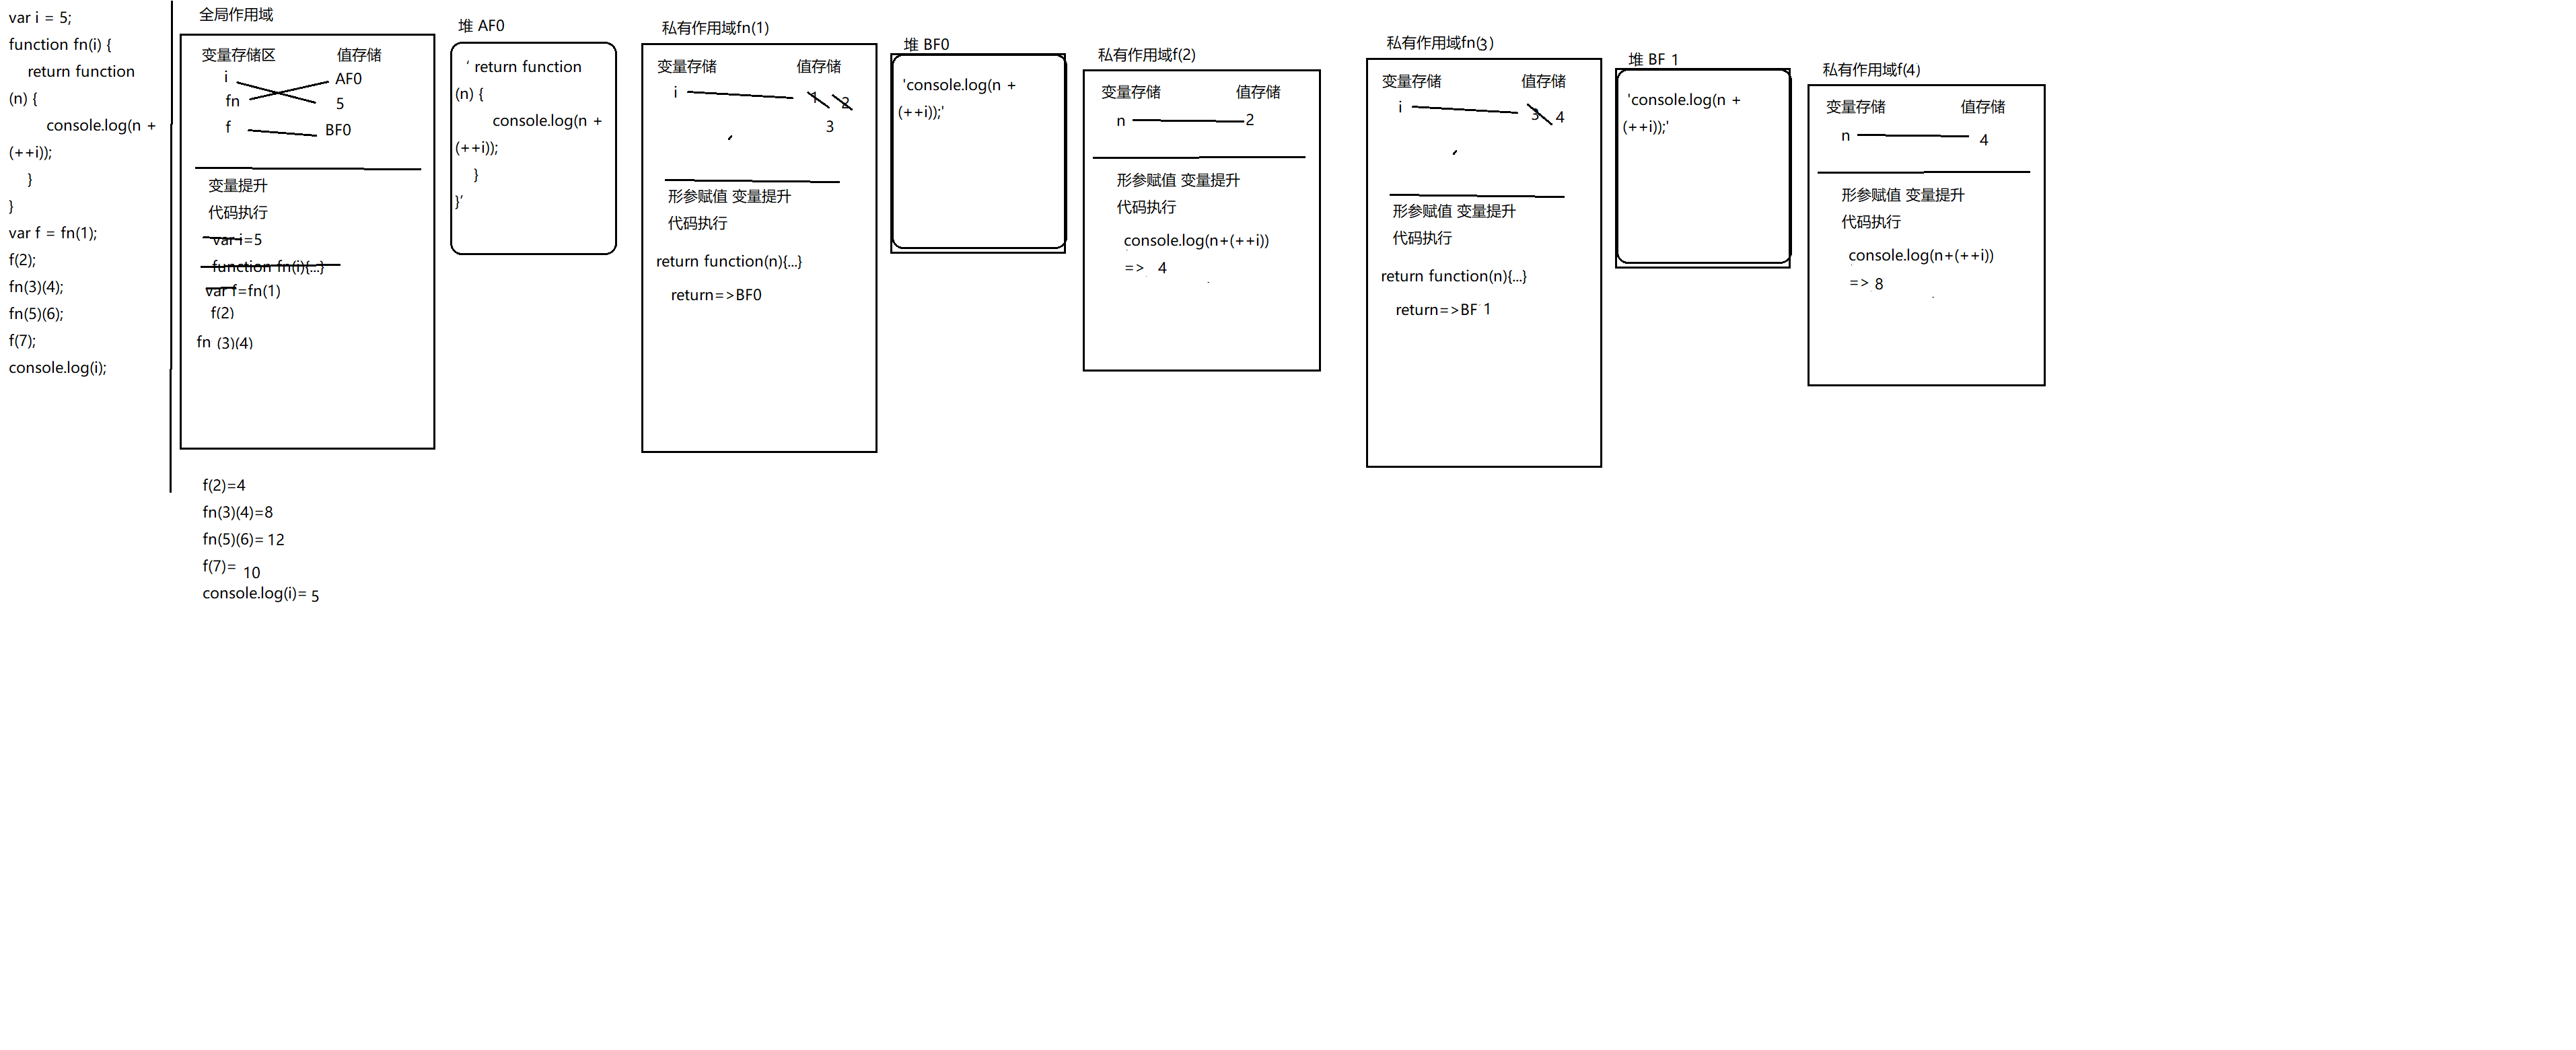 var i = 5;
function fn(i) {
return function
(n) {
console.log(n +
(++i));
}
}
var f = fn(1);
f(2);
fn(3)(4);
fn(5)(6);
f(7);
console.log(i);
全局作用域
变量存储区 值存储
i AF0
fn 5
f BF0
变量提升
代码执行
var i=5
function fn(i){...}
var f=fn(1)
f(2)
fn (3)(4)
f(2)=4
fn(3)(4)=8
fn(5)(6)= 12
f(7)= 10
console.log(i)= 5
堆 AF0
‘ return function
(n) {
console.log(n +
(++i));
}
}’
私有作用域fn(1)
变量存储 值存储
i 1 2
3
形参赋值 变量提升
代码执行
return function(n){...}
return=>BF0
堆 BF0
'console.log(n +
(++i));'
私有作用域f(2)
变量存储 值存储
n 2
形参赋值 变量提升
代码执行
console.log(n+(++i))
=> 4
私有作用域fn(3)
变量存储 值存储
i 3 4
形参赋值 变量提升
代码执行
return function(n){...}
return=>BF 1
堆 BF 1
'console.log(n +
(++i));'
私有作用域f(4)
变量存储 值存储
n 4
形参赋值 变量提升
代码执行
console.log(n+(++i))
=> 8